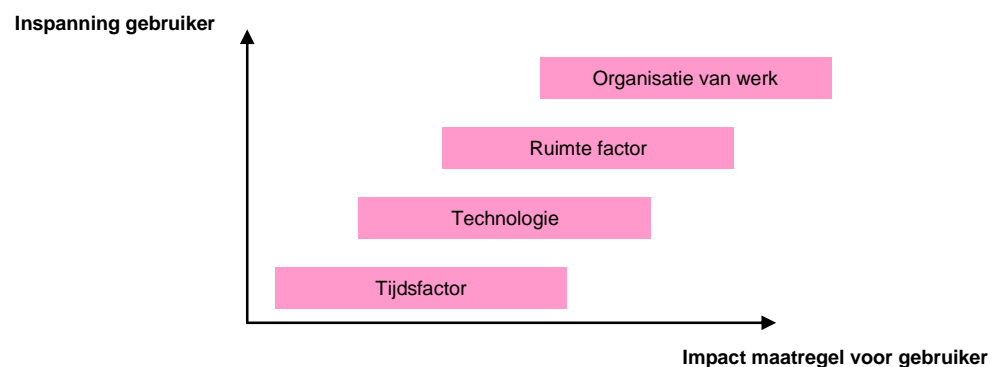 Inspanning gebruiker
Organisatie van werk
Ruimte factor
Technologie
Tijdsfactor
Impact maatregel voor gebruiker